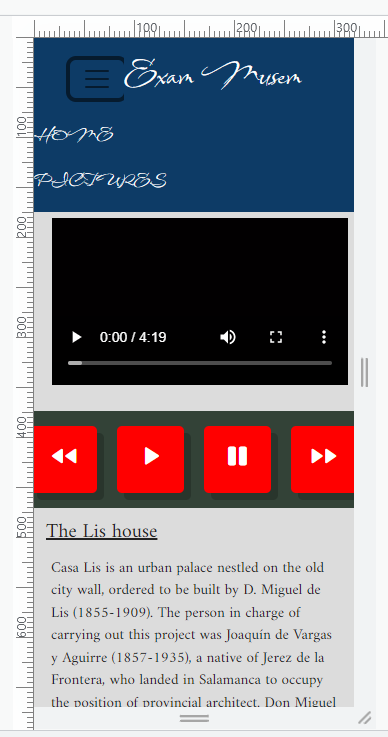 100
200
300
Exam Musem
100
HOME
PICTURES
200
300
0:00 / 4:19
400
500
The Lis house
Casa Lis is an urban palace nestled on the old
city wall, ordered to be built by D. Miguel de
Lis (1855-1909). The person in charge of
carrying out this project was Joaquín de Vargas
y Aguirre (1857-1935), a native of Jerez de la
600
Frontera, who landed in Salamanca to occupy
the position of provincial architect. Don Miguel